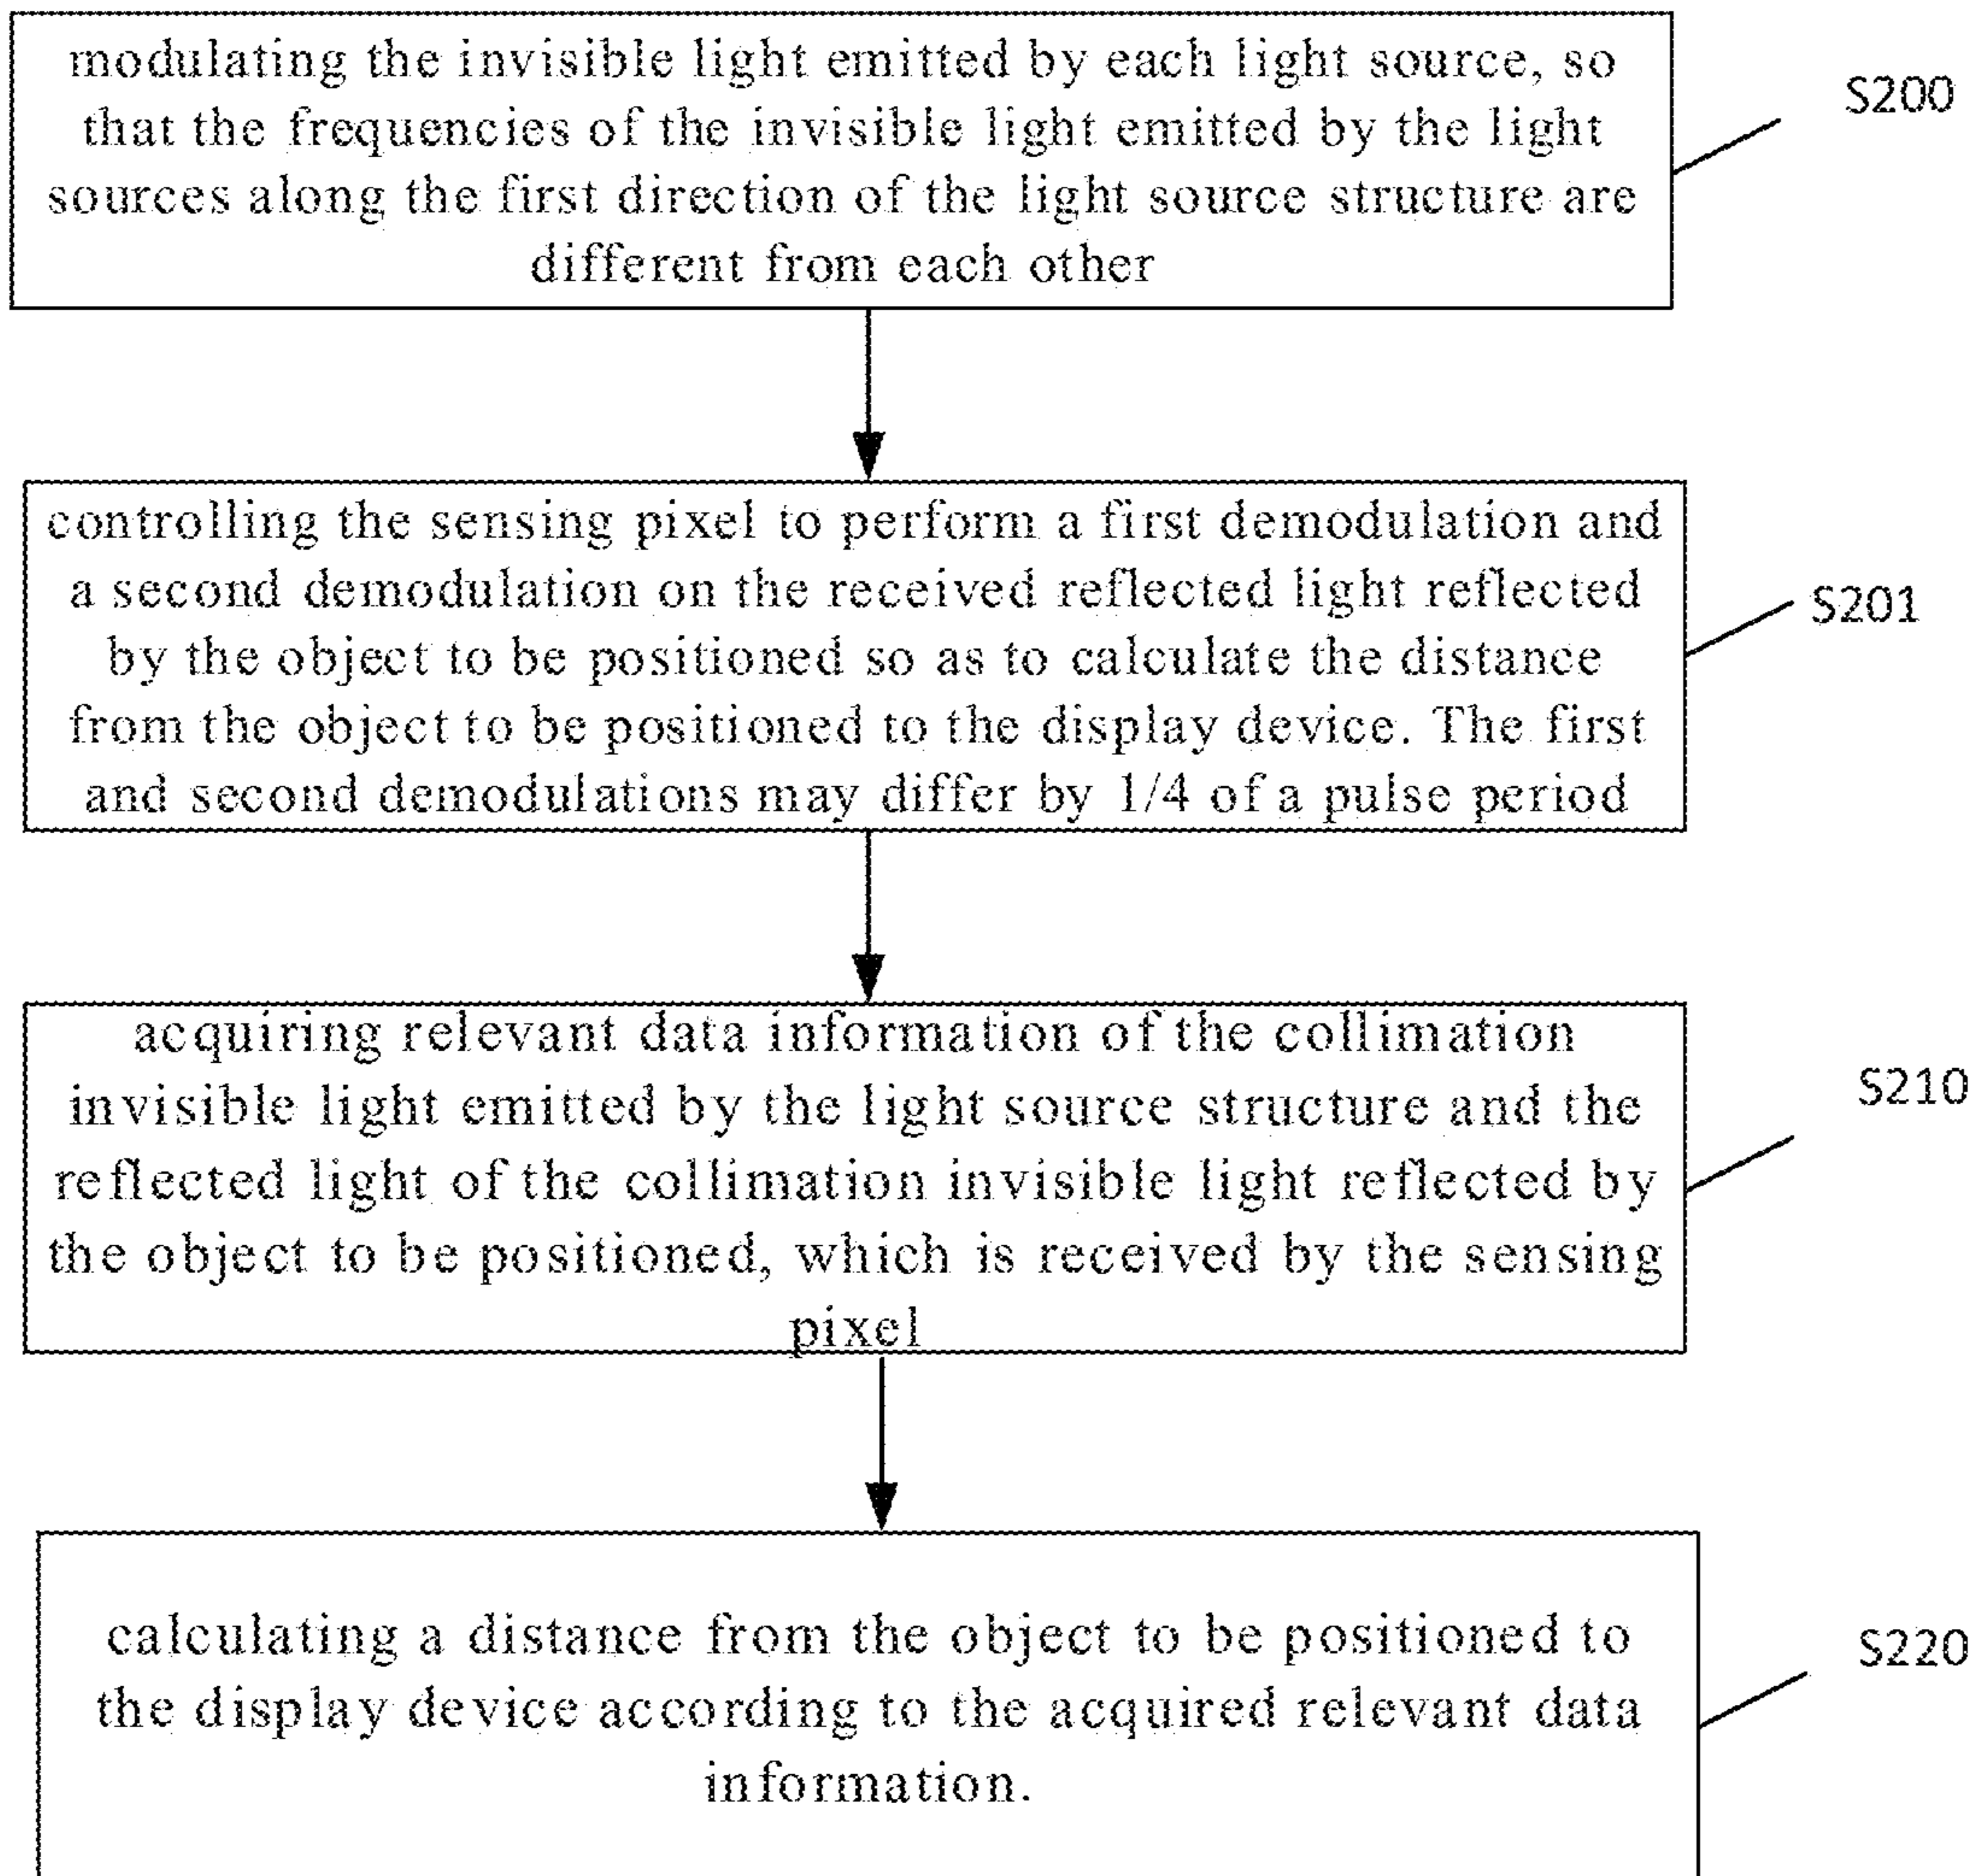 modulating the invisible light emitted by each light source, so
that the frequencies of the invisible light emitted by the light
sources along the first direction of the light source structure are
different from each other
S200
controlling the sensing pixel to perform a first demodulation and
a second demodulation on the received reflected light reflected
by the object to be positioned so as to calculate the distance
from the object to be positioned to the display device. The first
and second demodulations may differ by 1/4 of a pulse period
S201
acquiring relevant data information of the collimation
invisible light emitted by the light source structure and the
reflected light of the collimation invisible light reflected by
the object to be positioned, which is received by the sensing
pixel
S210
calculating a distance from the object to be positioned to
the display device according to the acquired relevant data
information.
S220